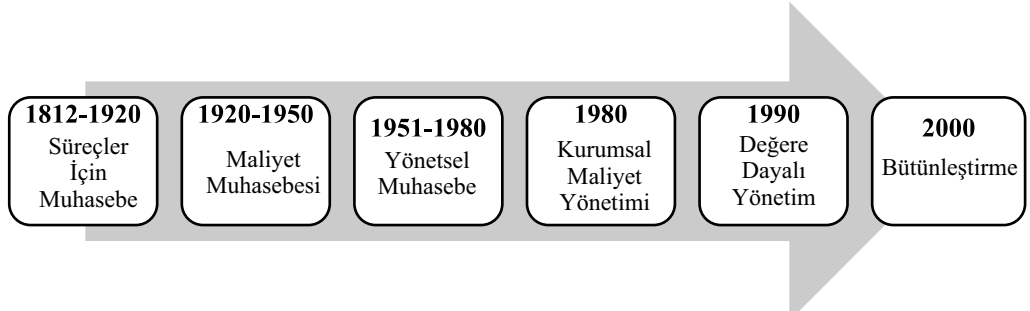 1812-1920
Süreçler
İçin
Muhasebe
1920-1950
Maliyet
Muhasebesi
1951-1980
Yönetsel
Muhasebe
1980
Kurumsal
Maliyet
Yönetimi
1990
Değere
Dayalı
Yönetim
2000
Bütünleştirme